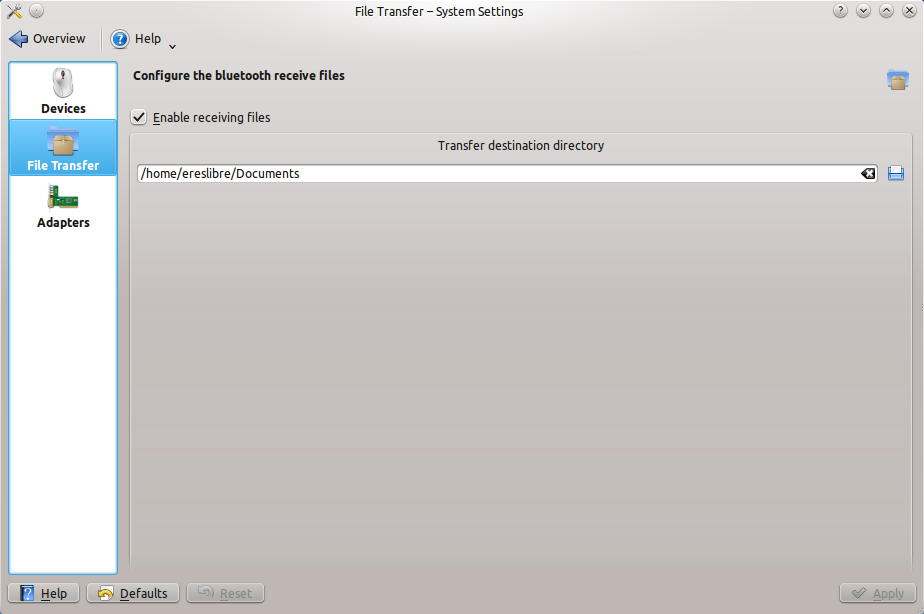 File Transfer – System Settings
Overview Help
Configure the bluetooth receive files
Devices
Enable receiving files
Transfer destination directory
File Transfer
/home/ereslibre/Documents
Adapters
Help Defaults Reset Apply